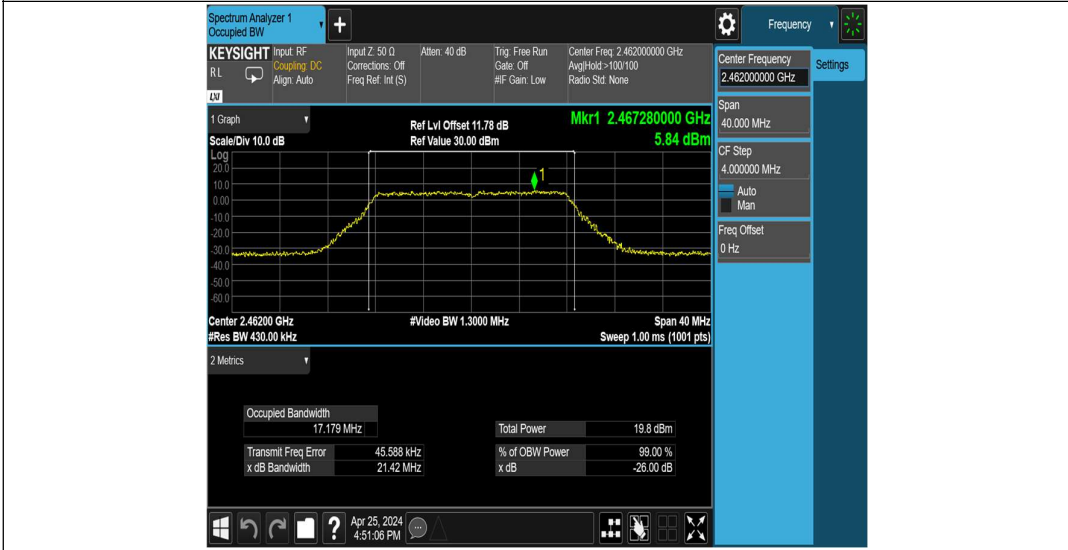 Spectrum Analyzer 1
Occupied BW
+
Frequency
KEYSIGHT
RL
LXI
Input: RF
Coupling: DC
Align: Auto
Input Z: 50 Ω
Corrections: Off
Freq Ref: Int (S)
Atten: 40 dB
Trig: Free Run
Gate: Off
#IF Gain: Low
Center Freq: 2.462000000 GHz
Avg|Hold:>100/100
Radio Std: None
Center Frequency
2.462000000 GHz
Settings
Span
40.000 MHz
CF Step
4.000000 MHz
Auto
Man
Freq Offset
0 Hz
1 Graph
Scale/Div 10.0 dB
Ref Lvl Offset 11.78 dB
Ref Value 30.00 dBm
Mkr1 2.467280000 GHz
5.84 dBm
Log
20.0
10.0
0.00
-10.0
-20.0
-30.0
-40.0
-50.0
-60.0
1
Center 2.46200 GHz
#Res BW 430.00 kHz
#Video BW 1.3000 MHz
Span 40 MHz
Sweep 1.00 ms (1001 pts)
2 Metrics
Occupied Bandwidth
17.179 MHz
Total Power 19.8 dBm
Transmit Freq Error 45.588 kHz
% of OBW Power 99.00 %
x dB Bandwidth 21.42 MHz
x dB -26.00 dB
?
Apr 25, 2024
4:51:06 PM